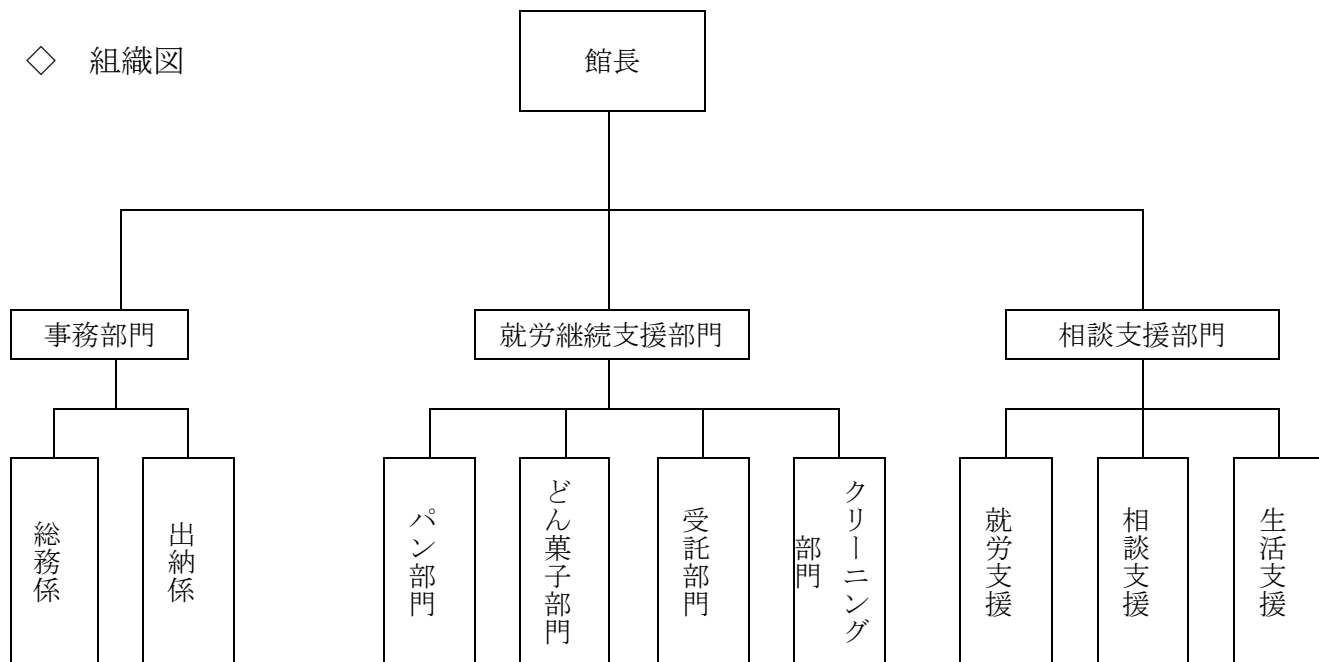 ◇ 組織図
館長
事務部門
就労継続支援部門
相談支援部門
総務係
出納係
パン部門
どん菓子部門
受託部門
クリーニング
部門
就労支援
相談支援
生活支援